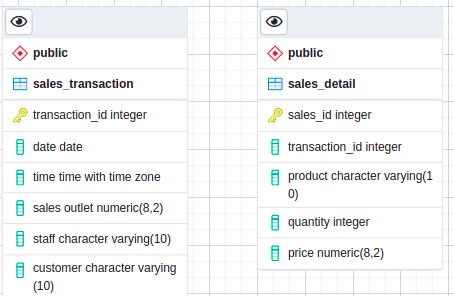 public
sales_transaction
transaction_id integer
date date
time time with time zone
sales outlet numeric(8,2)
staff character varying(10)
customer character varying
(10)
public
sales_detail
sales_id integer
transaction_id integer
product character varying(1
0)
quantity integer
price numeric(8,2)